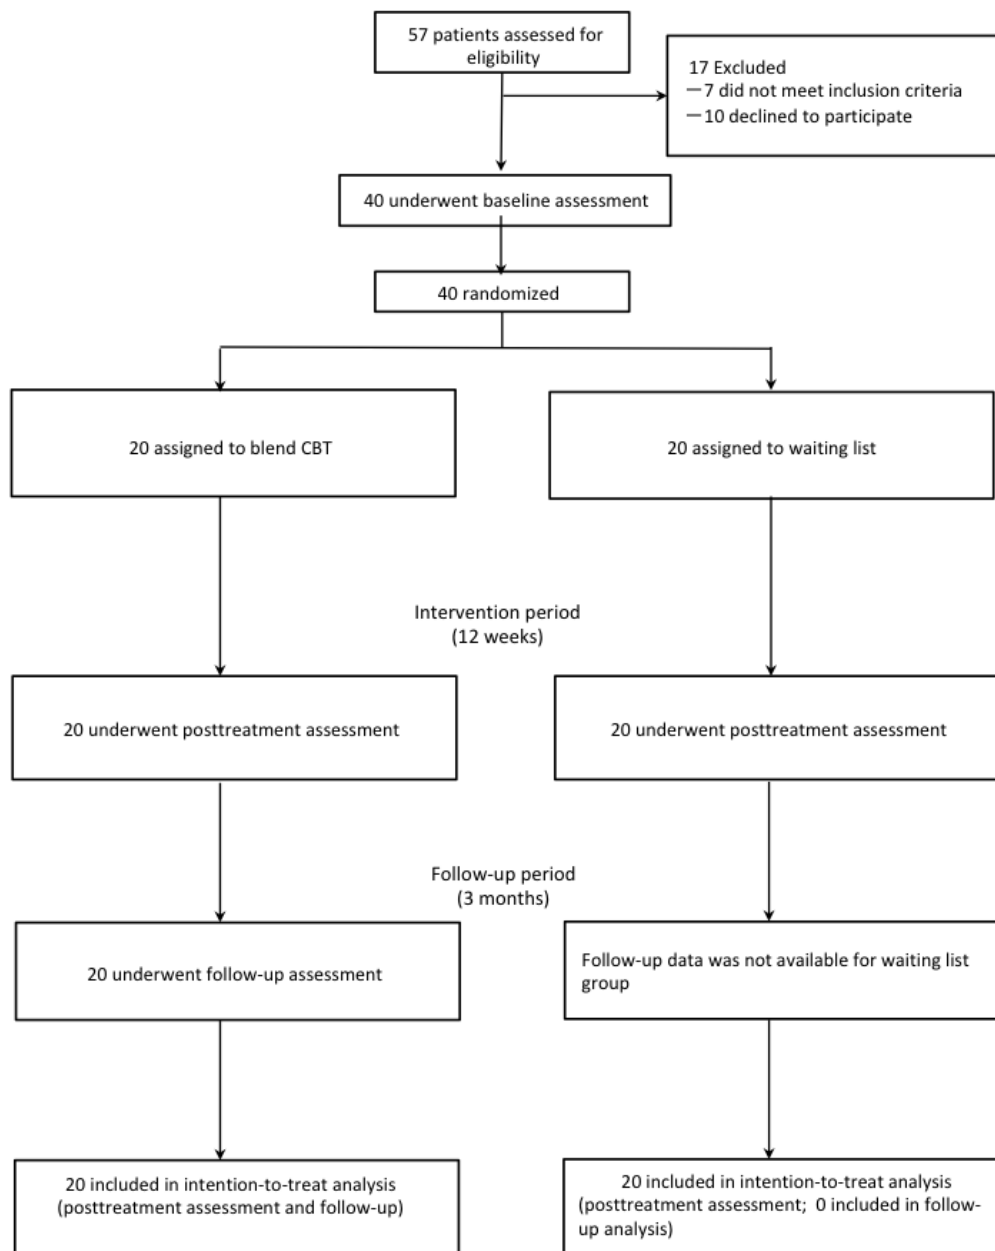 57 patients assessed for
eligibility
17 Excluded
—7 did not meet inclusion criteria
—10 declined to participate
40 underwent baseline assessment
40 randomized
20 assigned to blend CBT
20 assigned to waiting list
Intervention period
(12 weeks)
20 underwent posttreatment assessment
20 underwent posttreatment assessment
Follow-up period
(3 months)
20 underwent follow-up assessment
Follow-up data was not available for waiting list
group
20 included in intention-to-treat analysis
(posttreatment assessment and follow-up)
20 included in intention-to-treat analysis
(posttreatment assessment;  0 included in follow-
up analysis)